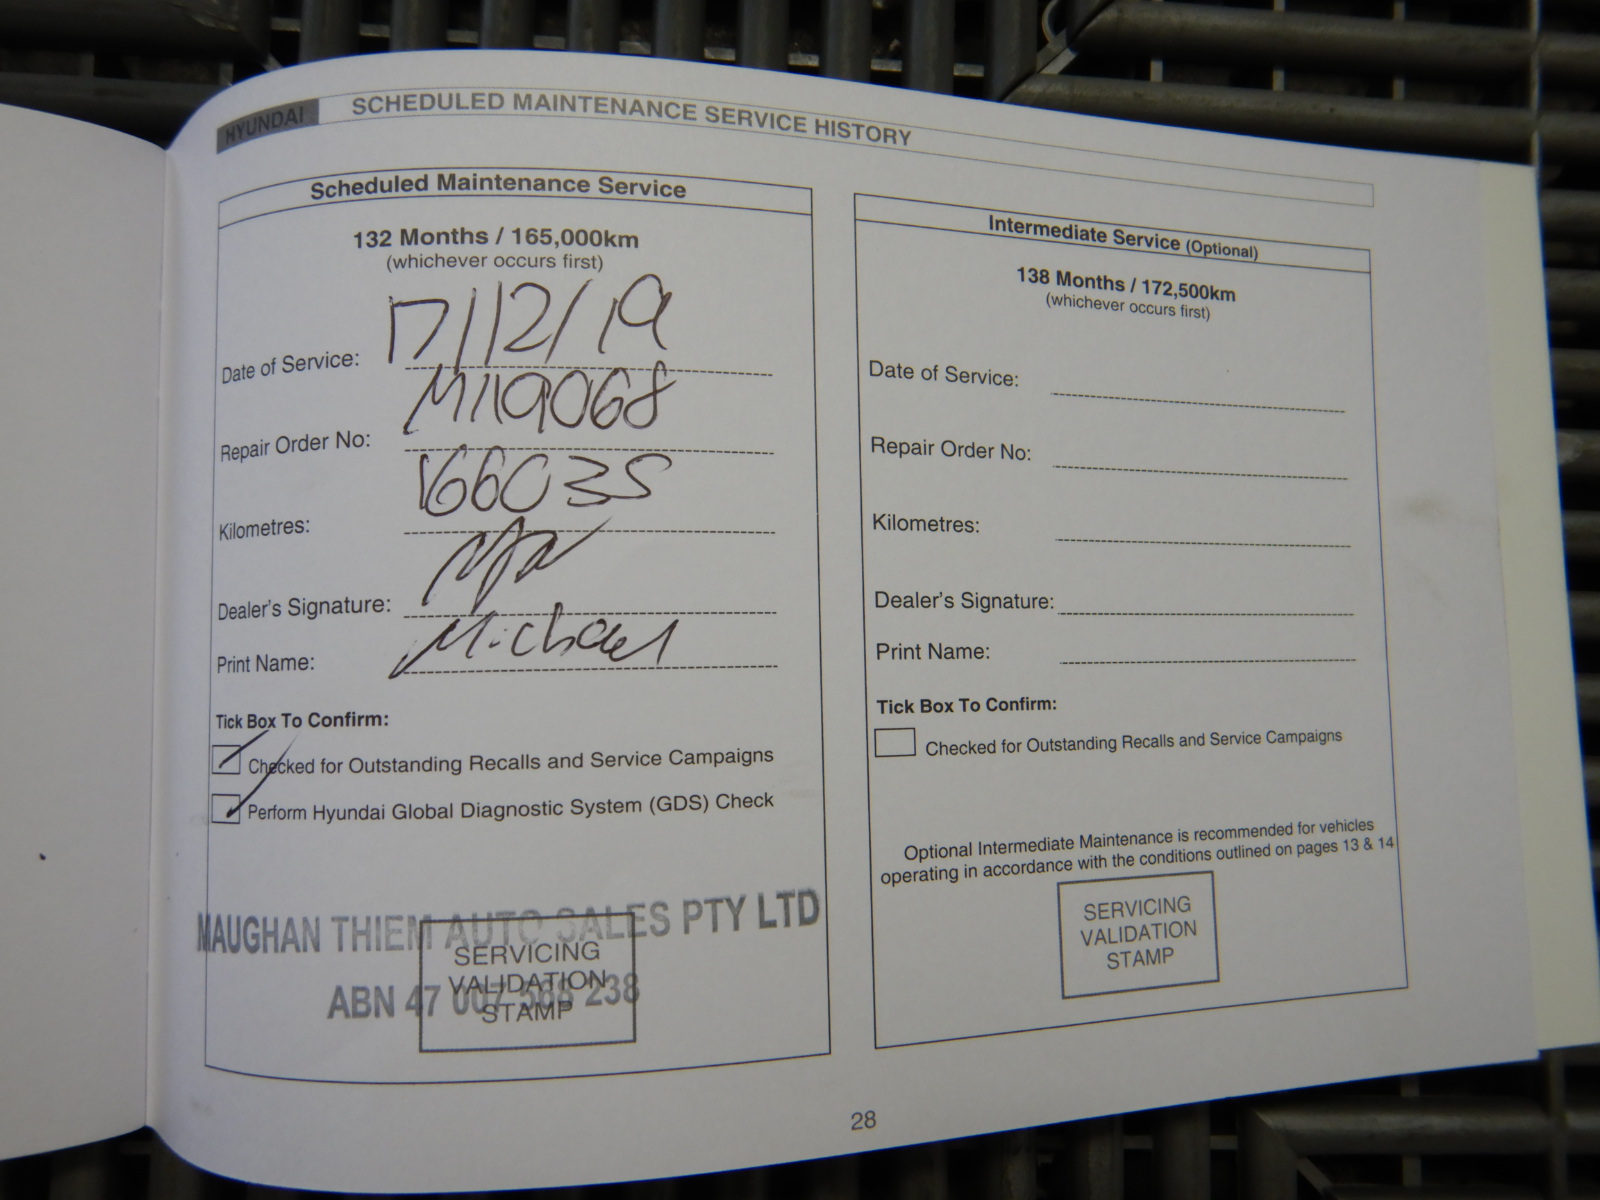 HYUNDAI
SCHEDULED MAINTENANCE SERVICE HISTORY
Scheduled Maintenance Service
132 Months / 165,000km
(whichever occurs first)
Date of Service: 17/12/19
Repair Order No: M119068
Kilometres: 166035
Dealer's Signature:
Print Name: Michael
Tick Box To Confirm:
Checked for Outstanding Recalls and Service Campaigns
Perform Hyundai Global Diagnostic System (GDS) Check
MAUGHAN THIEM AUTO SALES PTY LTD
ABN 47 007 568 238
SERVICING
VALIDATION
STAMP
Intermediate Service (Optional)
138 Months / 172,500km
(whichever occurs first)
Date of Service:
Repair Order No:
Kilometres:
Dealer's Signature:
Print Name:
Tick Box To Confirm:
Checked for Outstanding Recalls and Service Campaigns
Optional Intermediate Maintenance is recommended for vehicles
operating in accordance with the conditions outlined on pages 13 & 14
SERVICING
VALIDATION
STAMP
28